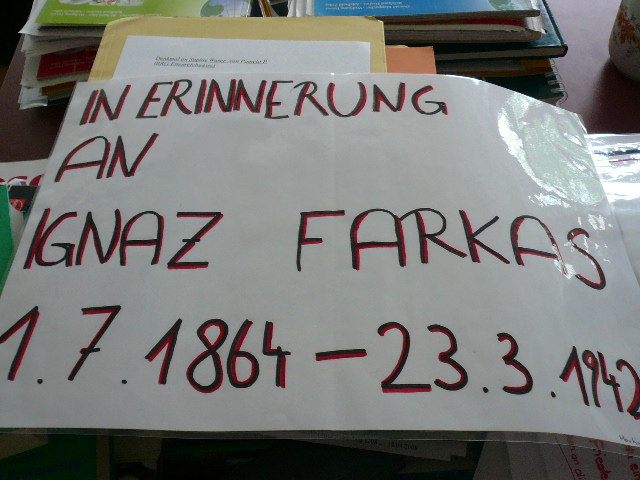 IN ERINNERUNG
AN
IGNAZ FARKAS
1.7.1864 – 23.3.1942